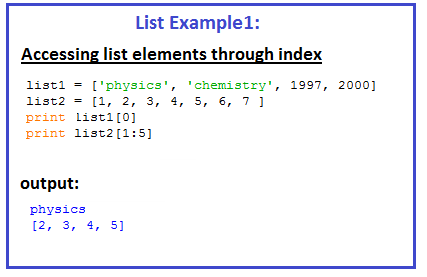 List Example1:
Accessing list elements through index
list1 = ['physics', 'chemistry', 1997, 2000]
list2 = [1, 2, 3, 4, 5, 6, 7 ]
print list1[0]
print list2[1:5]
output:
physics
[2, 3, 4, 5]